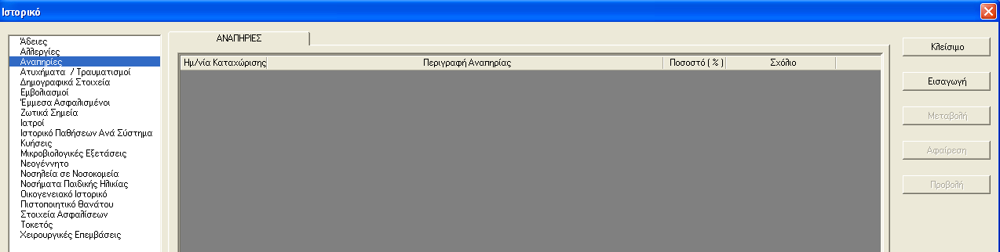 Ιστορικό
Άδειες
Αλλεργίες
Αναπηρίες
Ατυχήματα / Τραυματισμοί
Δημογραφικά Στοιχεία
Εμβολιασμοί
Έμμεσα Ασφαλισμένοι
Ζωτικά Σημεία
Ιατροί
Ιστορικό Παθήσεων Ανά Σύστημα
Κυήσεις
Μικροβιολογικές Εξετάσεις
Νεογέννητο
Νοσηλεία σε Νοσοκομεία
Νοσήματα Παιδικής Ηλικίας
Οικογενειακό Ιστορικό
Πιστοποιητικό Θανάτου
Στοιχεία Ασφαλίσεων
Τοκετός
Χειρουργικές Επεμβάσεις
ΑΝΑΠΗΡΙΕΣ
Ημ/νία Καταχώρισης Περιγραφή Αναπηρίας Ποσοστό ( % ) Σχόλιο
Κλείσιμο
Εισαγωγή
Μεταβολή
Αφαίρεση
Προβολή